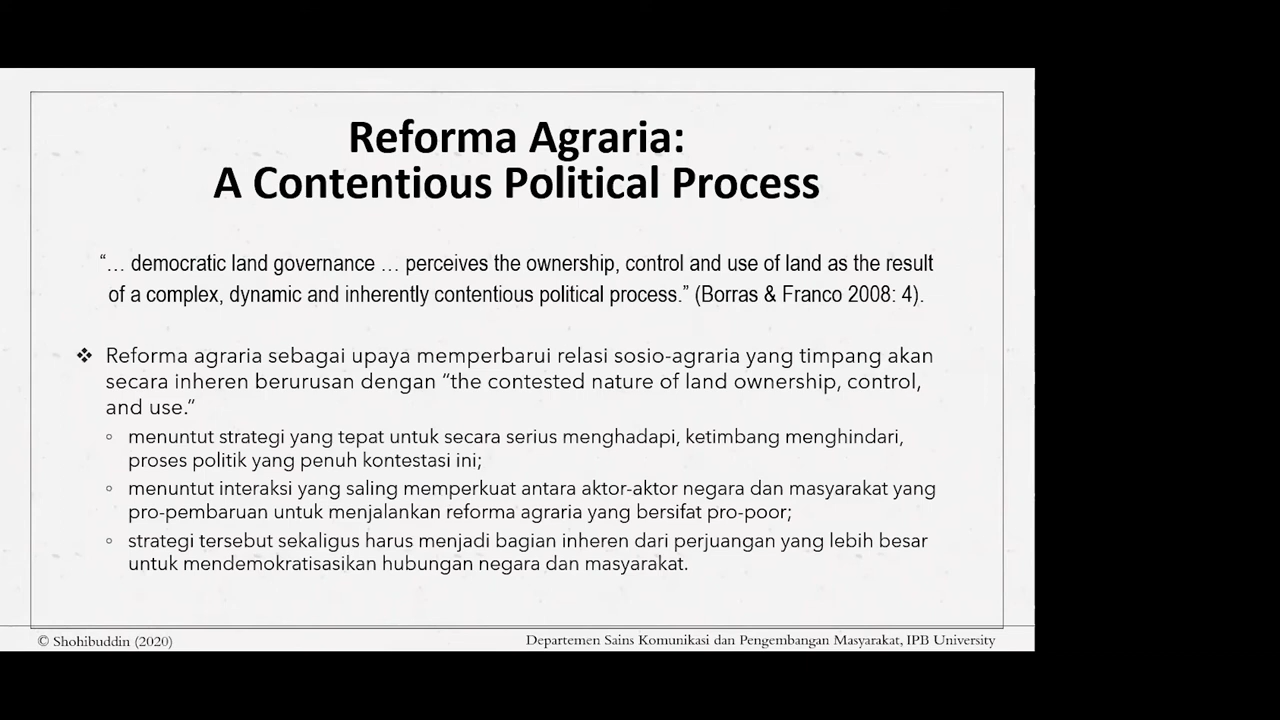 Reforma Agraria:
A Contentious Political Process
“… democratic land governance … perceives the ownership, control and use of land as the result
of a complex, dynamic and inherently contentious political process.” (Borras & Franco 2008: 4).
❖ Reforma agraria sebagai upaya memperbarui relasi sosio-agraria yang timpang akan
secara inheren berurusan dengan “the contested nature of land ownership, control,
and use.”
◦ menuntut strategi yang tepat untuk secara serius menghadapi, ketimbang menghindari,
proses politik yang penuh kontestasi ini;
◦ menuntut interaksi yang saling memperkuat antara aktor-aktor negara dan masyarakat yang
pro-pembaruan untuk menjalankan reforma agraria yang bersifat pro-poor;
◦ strategi tersebut sekaligus harus menjadi bagian inheren dari perjuangan yang lebih besar
untuk mendemokratisasikan hubungan negara dan masyarakat.
© Shohibuddin (2020)
Departemen Sains Komunikasi dan Pengembangan Masyarakat, IPB University